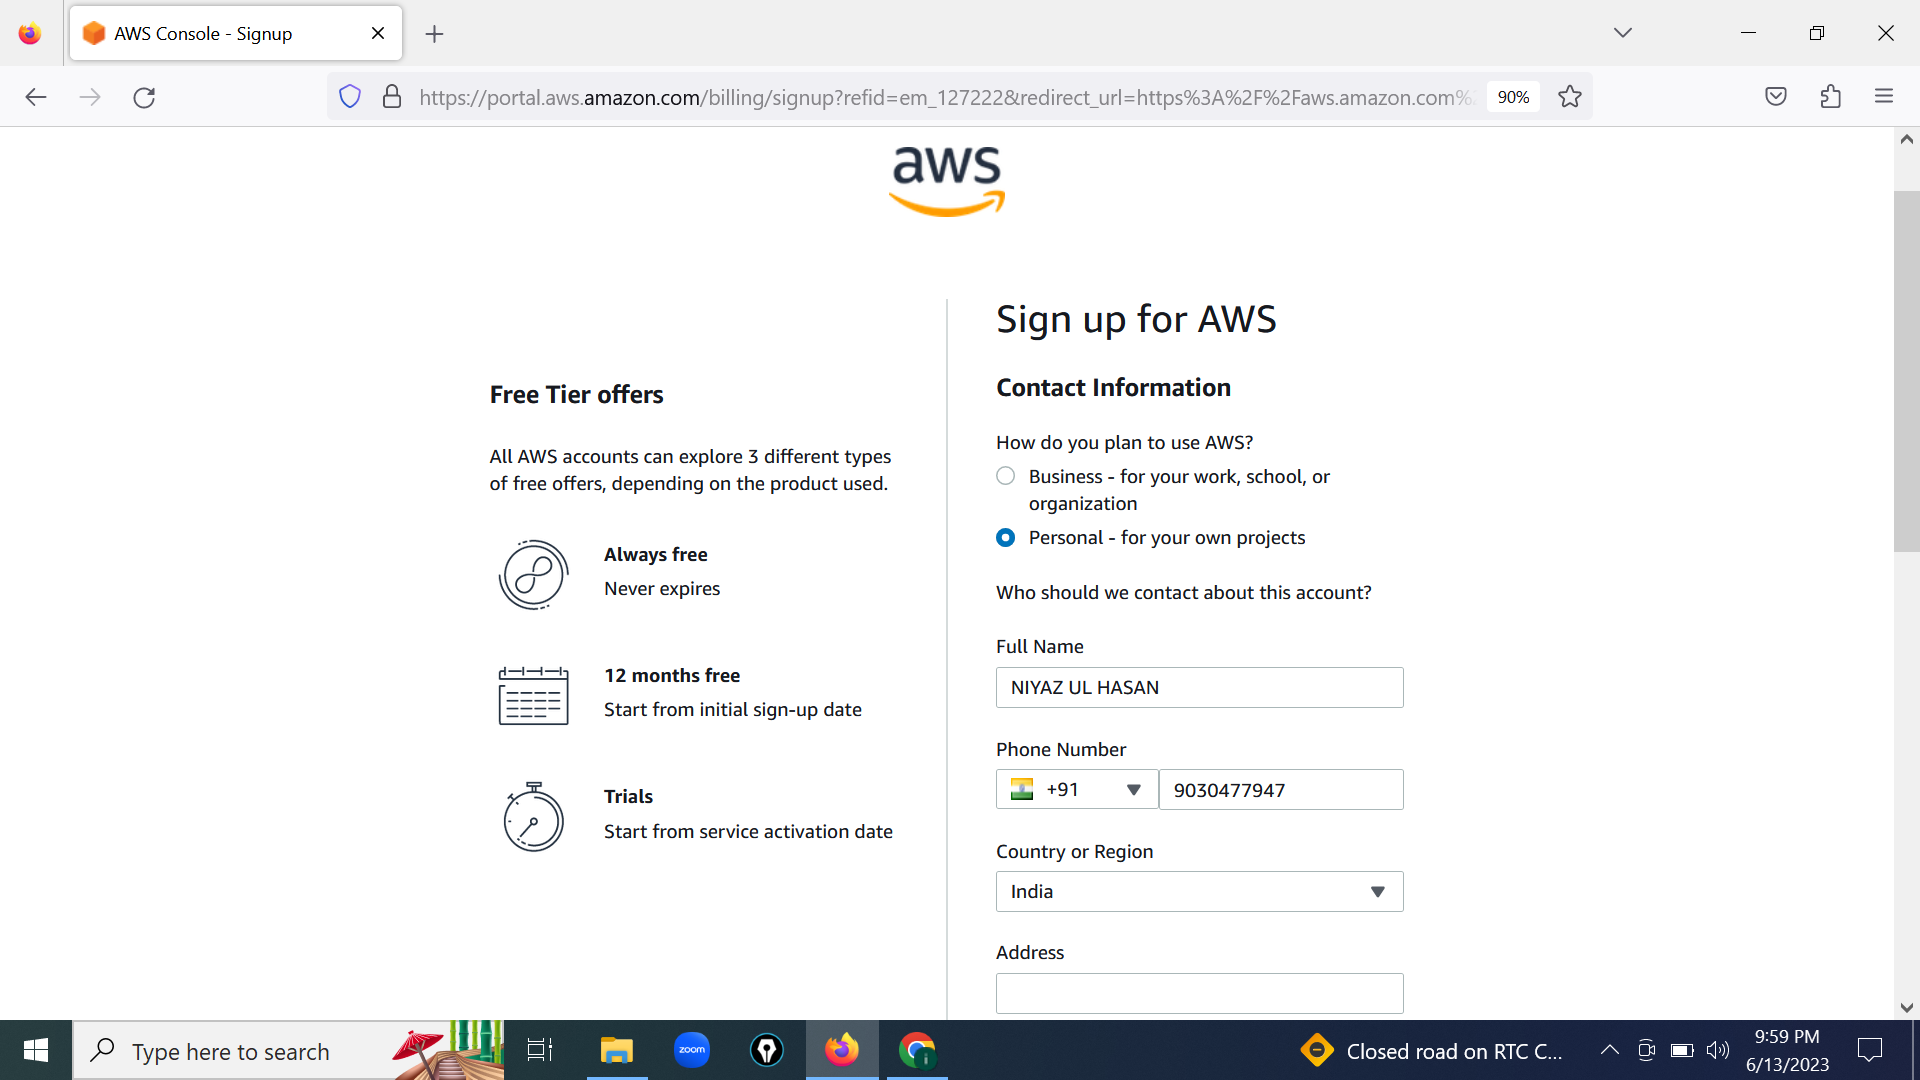 AWS Console - Signup
https://portal.aws.amazon.com/billing/signup?refid=em_127222&redirect_url=https%3A%2F%2Faws.amazon.com%
90%
aws
Sign up for AWS
Free Tier offers
All AWS accounts can explore 3 different types
of free offers, depending on the product used.
Always free
Never expires
12 months free
Start from initial sign-up date
Trials
Start from service activation date
Contact Information
How do you plan to use AWS?
Business - for your work, school, or
organization
Personal - for your own projects
Who should we contact about this account?
Full Name
NIYAZ UL HASAN
Phone Number
+91
9030477947
Country or Region
India
Address
Type here to search
zoom
Closed road on RTC C...
9:59 PM
6/13/2023